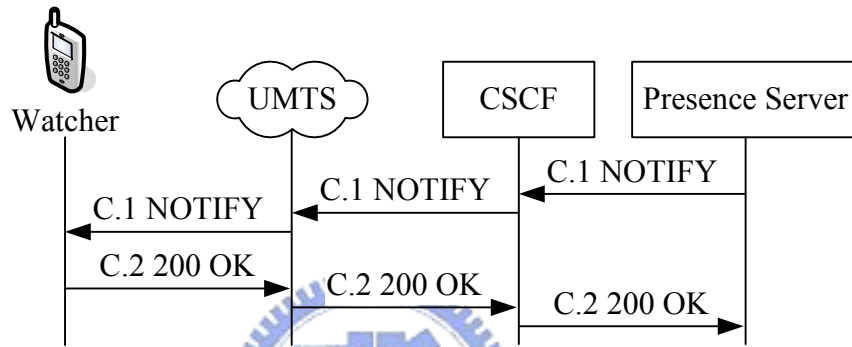 Watcher
UMTS
CSCF
Presence Server
C.1 NOTIFY
C.1 NOTIFY
C.1 NOTIFY
C.2 200 OK
C.2 200 OK
C.2 200 OK